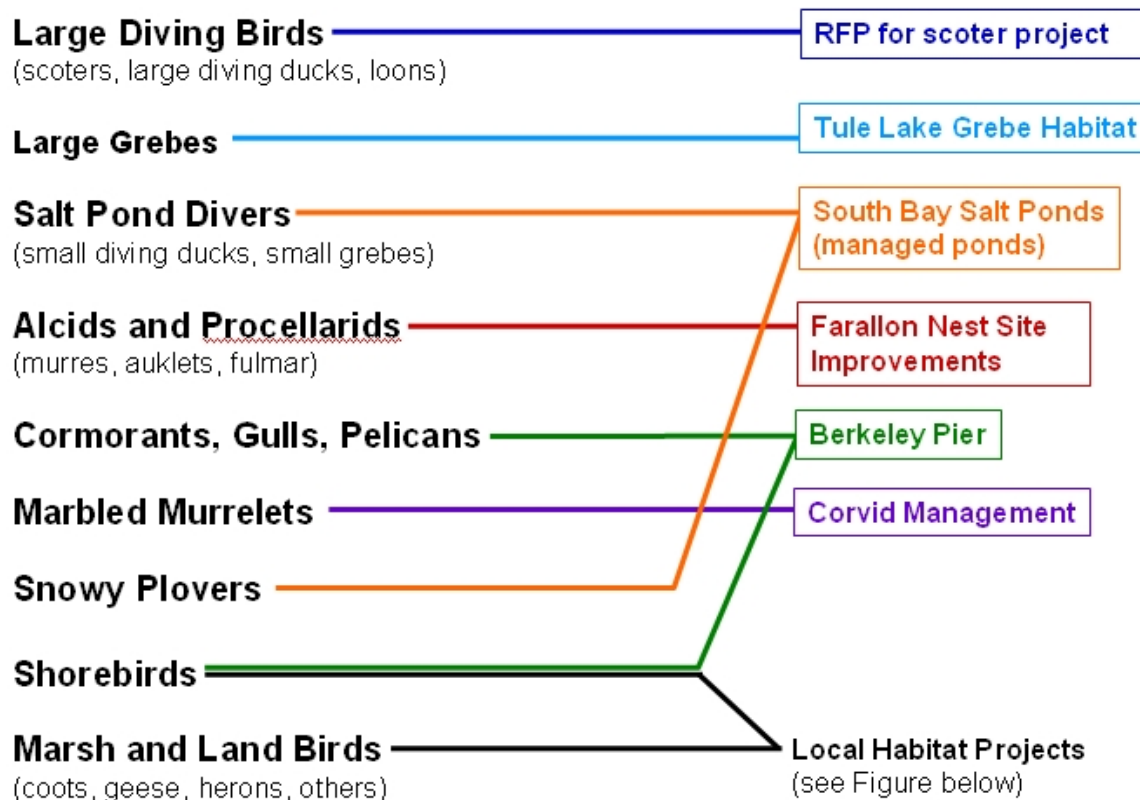 Large Diving Birds
(scoters, large diving ducks, loons)
RFP for scoter project
Large Grebes
Tule Lake Grebe Habitat
Salt Pond Divers
(small diving ducks, small grebes)
South Bay Salt Ponds
(managed ponds)
Alcids and Procellarids
(murres, auklets, fulmar)
Farallon Nest Site
Improvements
Cormorants, Gulls, Pelicans
Berkeley Pier
Marbled Murrelets
Corvid Management
Snowy Plovers
Shorebirds
Marsh and Land Birds
(coots, geese, herons, others)
Local Habitat Projects
(see Figure below)